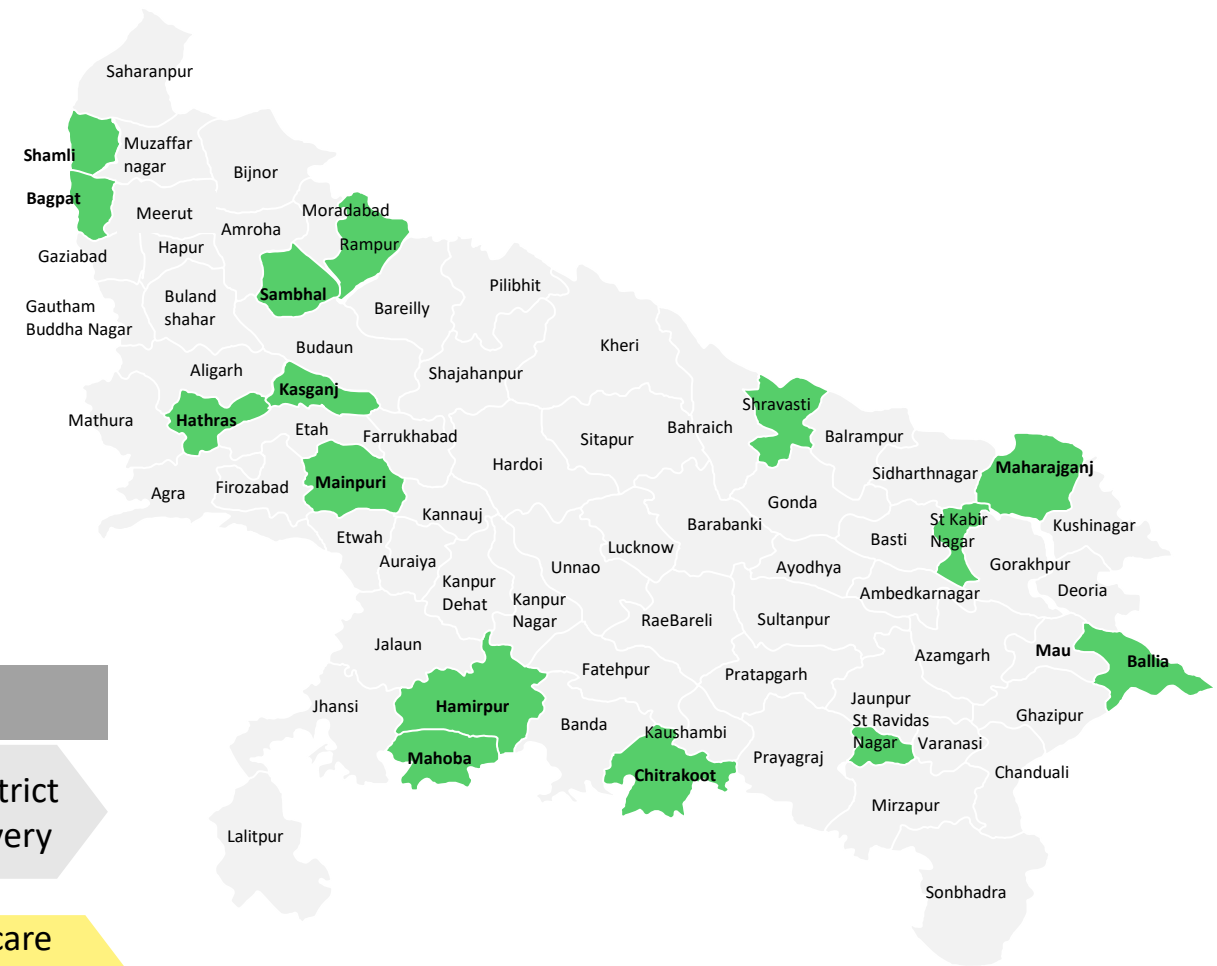 Saharanpur
Shamli
Muzaffar
nagar
Bijnor
Bagpat
Meerut
Moradabad
Amroha
Rampur
Hapur
Gaziabad
Sambhal
Pilibhit
Buland
shahar
Gautham
Buddha Nagar
Bareilly
Budaun
Kheri
Aligarh
Shajahanpur
Kasganj
Shravasti
Mathura
Hathras
Etah
Farrukhabad
Sitapur
Bahraich
Balrampur
Hardoi
Sidharthnagar
Maharajganj
Agra
Firozabad
Mainpuri
Gonda
Kannauj
Barabanki
St Kabir
Nagar
Kushinagar
Etwah
Basti
Lucknow
Auraiya
Unnao
Ayodhya
Gorakhpur
Kanpur
Dehat
Ambedkarnagar
Deoria
Kanpur
Nagar
RaeBareli
Sultanpur
Jalaun
Azamgarh
Mau
Ballia
Fatehpur
Pratapgarh
Jhansi
Hamirpur
Jaunpur
Ghazipur
Banda
Kaushambi
St Ravidas
Nagar
Varanasi
Mahoba
Prayagraj
Chitrakoot
Chanduali
Mirzapur
Lalitpur
Sonbhadra
trict
very
care